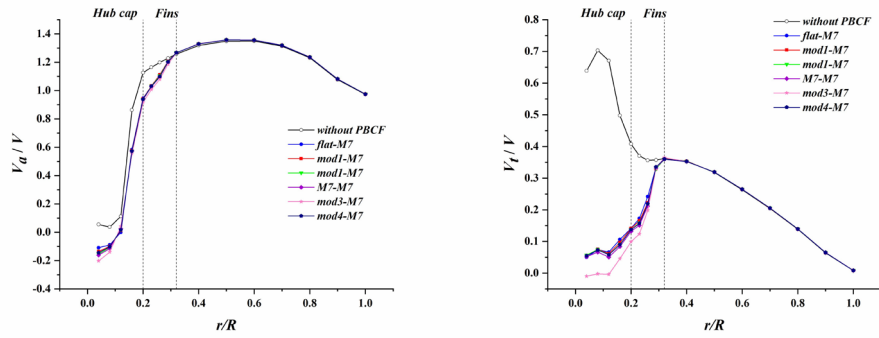 Hub cap Fins
1.4
1.2
1.0
0.8
0.6
0.4
0.2
0.0
-0.2
-0.4
Va / V
without PBCF
flat-M7
mod1-M7
mod1-M7
M7-M7
mod3-M7
mod4-M7
0.0 0.2 0.4 0.6 0.8 1.0
r/R
Hub cap Fins
0.8
0.7
0.6
0.5
0.4
0.3
0.2
0.1
0.0
Vt / V
without PBCF
flat-M7
mod1-M7
mod1-M7
M7-M7
mod3-M7
mod4-M7
0.0 0.2 0.4 0.6 0.8 1.0
r/R